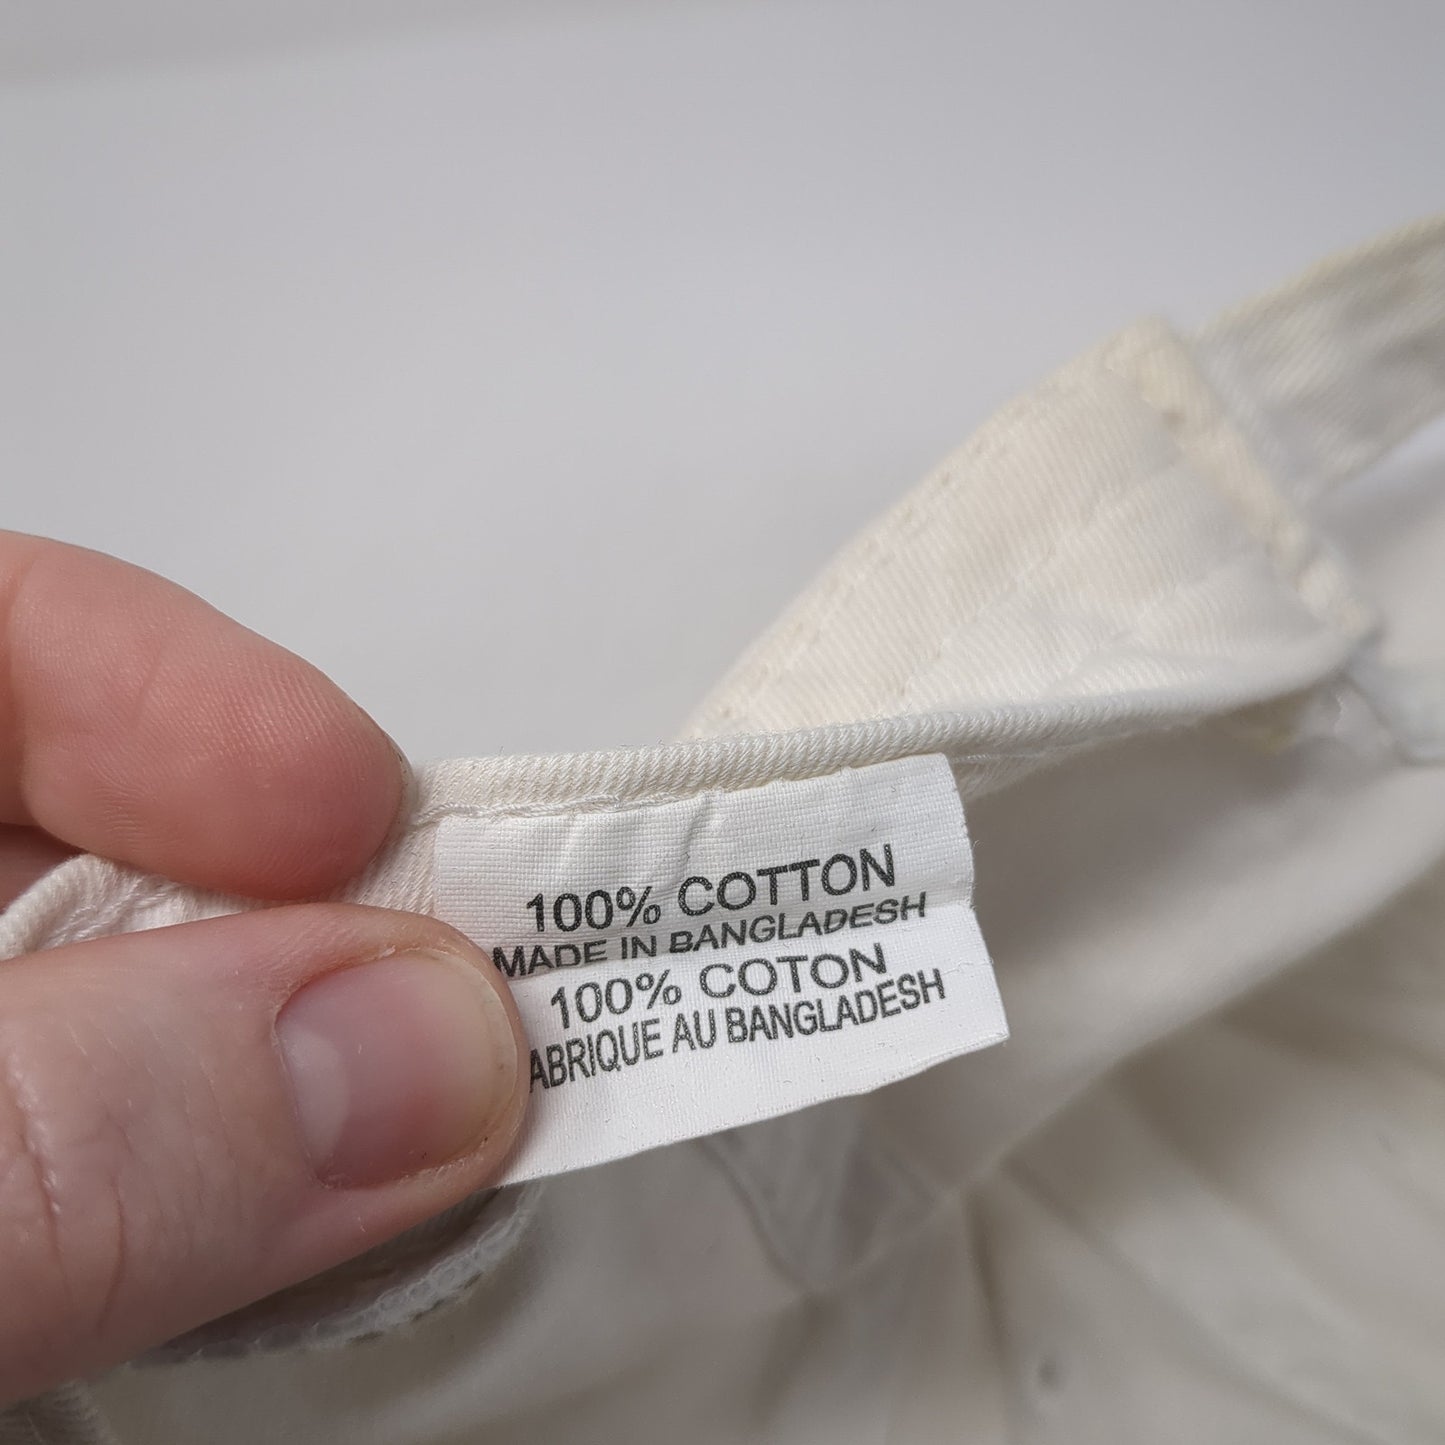 100% COTTON
MADE IN BANGLADESH
100% COTON
ABRIQUE AU BANGLADESH